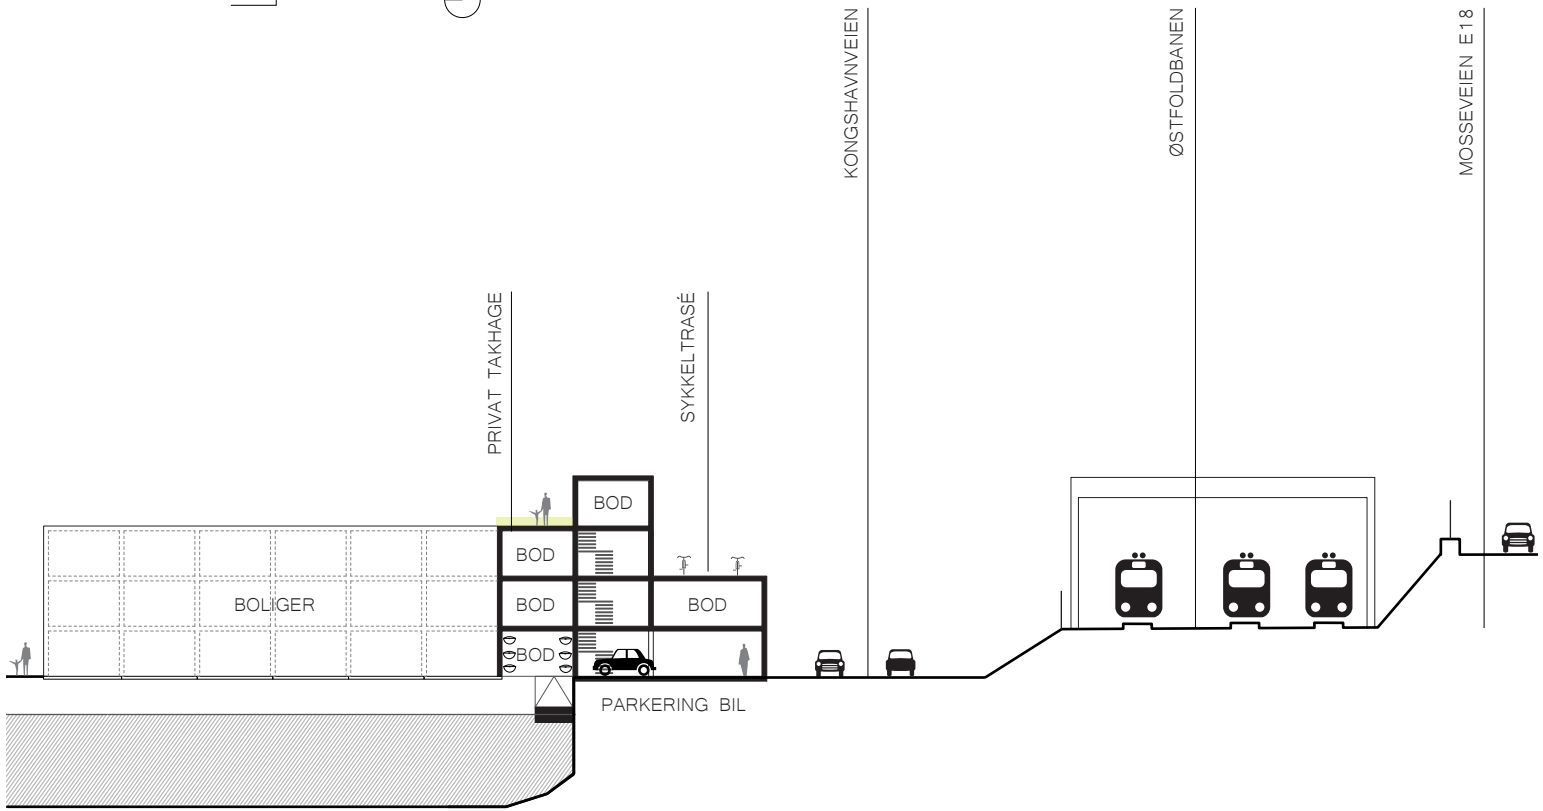 KONGSHAVNVEIEN
ØSTFOLDBANEN
MOSSEVEIEN E18
PRIVAT TAKHAGE
SYKKELTRASÉ
BOD
BOD
BOLIGER
BOD
BOD
BOD
PARKERING BIL